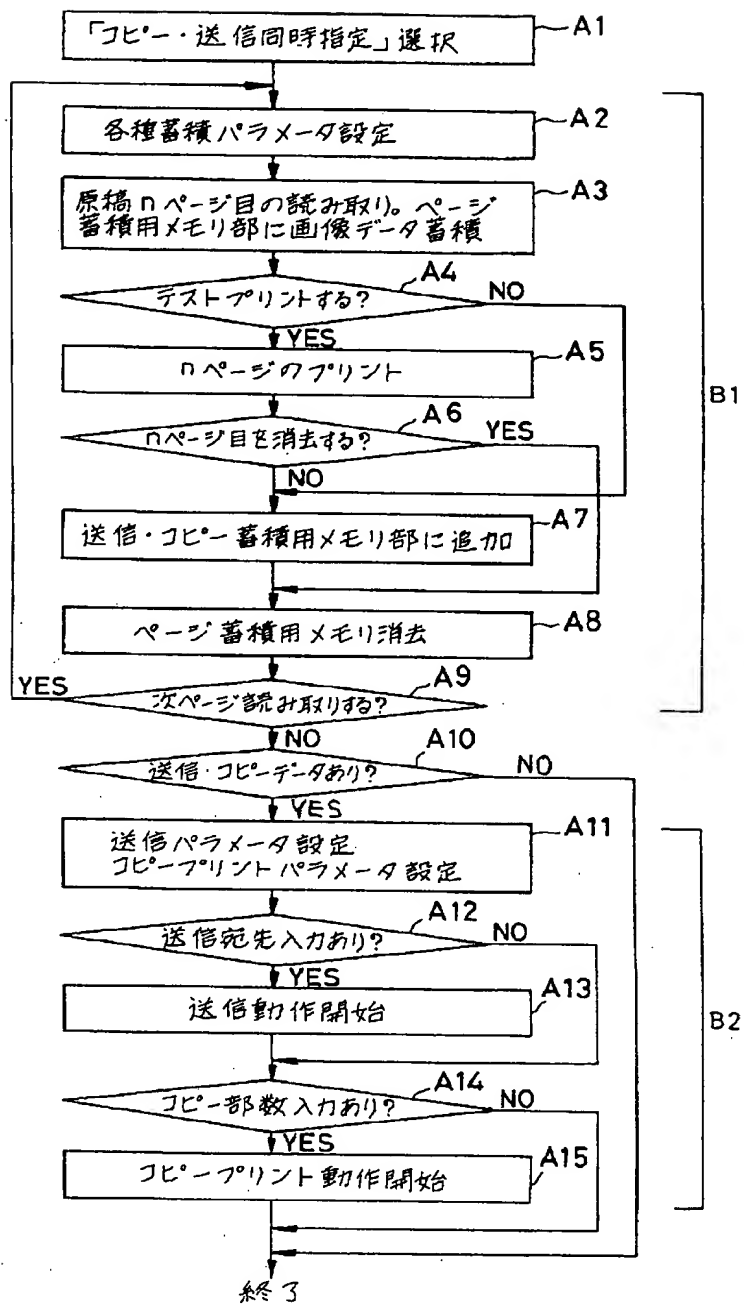 「コピー・送信同時指定」選択
A1
各種蓄積パラメータ設定
A2
原稿nページ目の読み取り。ページ
蓄積用メモリ部に画像データ蓄積
A3
テストプリントする?
A4
NO
YES
nページのプリント
A5
B1
nページ目を消去する?
A6
YES
NO
送信・コピー蓄積用メモリ部に追加
A7
ページ蓄積用メモリ消去
A8
YES
次ページ読み取りする?
A9
NO
送信・コピーデータあり?
A10
NO
YES
送信パラメータ設定
コピープリントパラメータ設定
A11
送信宛先入力あり?
A12
NO
YES
送信動作開始
A13
B2
コピー部数入力あり?
A14
NO
YES
コピープリント動作開始
A15
終了